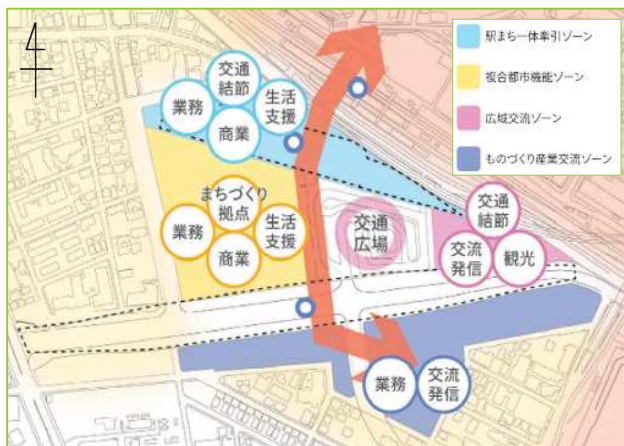 駅まち一体牽引ゾーン
複合都市機能ゾーン
広域交流ゾーン
ものづくり産業交流ゾーン
交通
結節
業務
生活
支援
商業
まちづくり
拠点
業務
生活
支援
商業
交通
広場
交通
結節
交流
発信
観光
業務
交流
発信